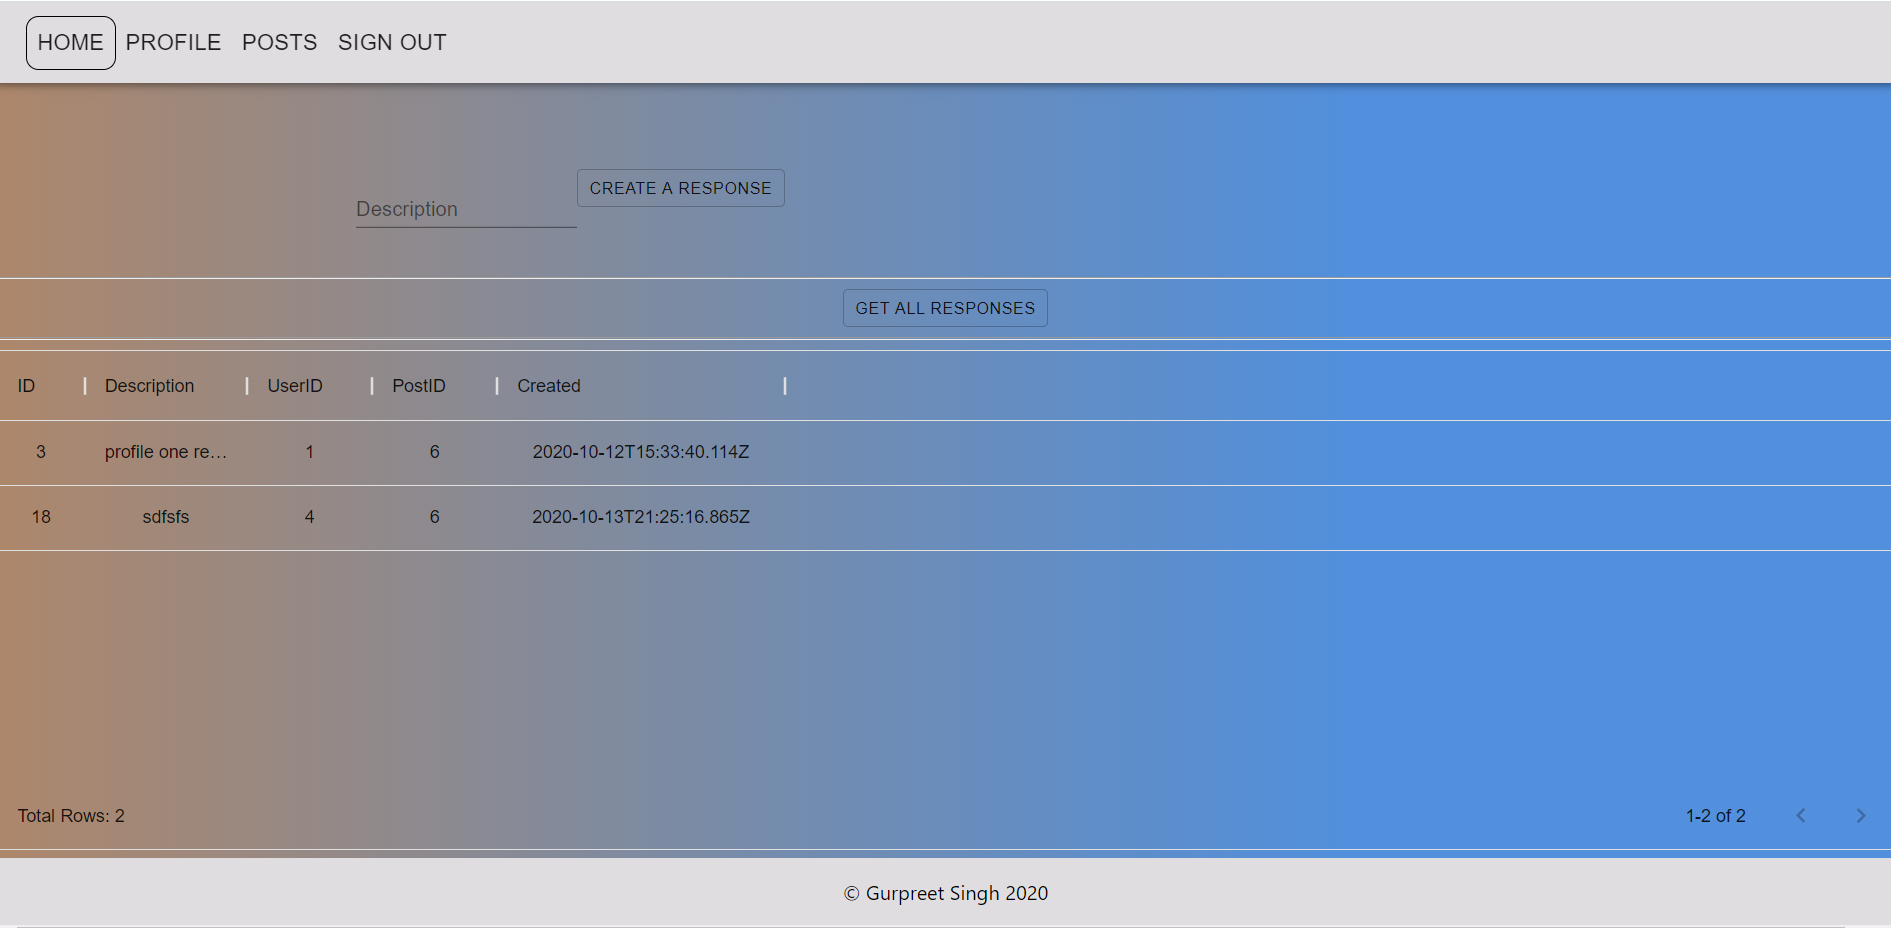 HOME PROFILE POSTS SIGN OUT
CREATE A RESPONSE
Description
GET ALL RESPONSES
ID Description UserID PostID Created
3 profile one re... 1 6 2020-10-12T15:33:40.114Z
18 sdfsfs 4 6 2020-10-13T21:25:16.865Z
Total Rows: 2 1-2 of 2
© Gurpreet Singh 2020